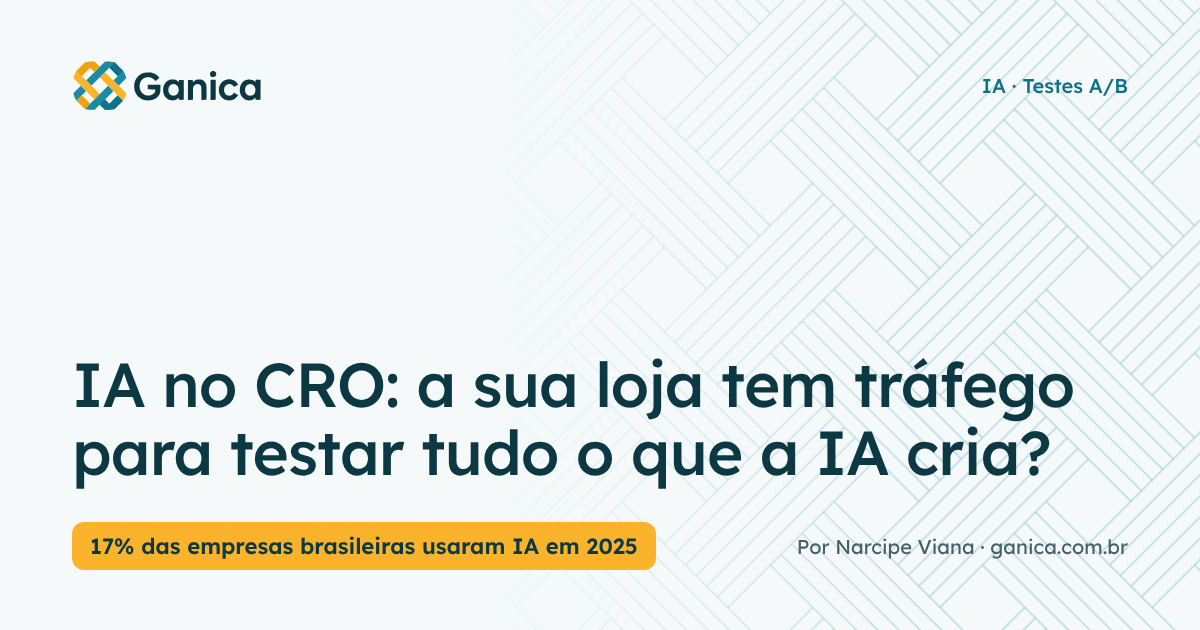 Ganica
IA · Testes A/B
IA no CRO: a sua loja tem tráfego
para testar tudo o que a IA cria?
17% das empresas brasileiras usaram IA em 2025
Por Narcipe Viana · ganica.com.br